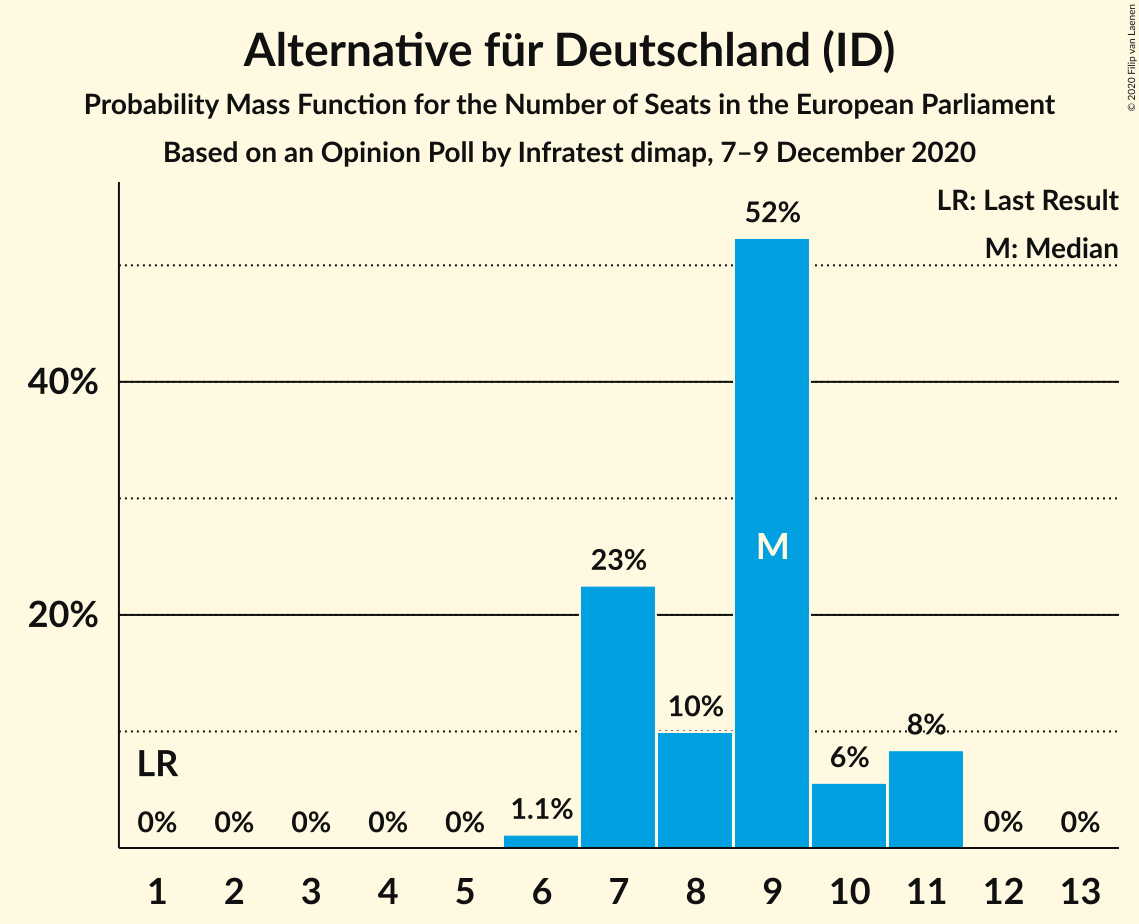 Alternative für Deutschland (ID)
Probability Mass Function for the Number of Seats in the European Parliament
Based on an Opinion Poll by Infratest dimap, 7–9 December 2020
© 2020 Filip van Laenen
LR: Last Result
M: Median
52%
40%
M
23%
20%
10%
8%
6%
LR
1.1%
0% 0% 0% 0% 0% 0% 0%
1 2 3 4 5 6 7 8 9 10 11 12 13